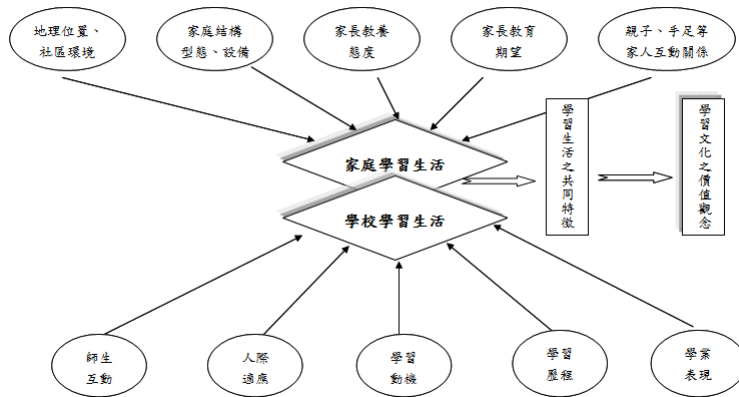 地理位置、
社區環境
家庭結構
型態、設備
家長教養
態度
家長教育
期望
親子、手足等
家人互動關係
家庭學習生活
學校學習生活
學習生活之共同特徵
學習文化之價值觀念
師生
互動
人際
適應
學習
動機
學習
歷程
學業
表現